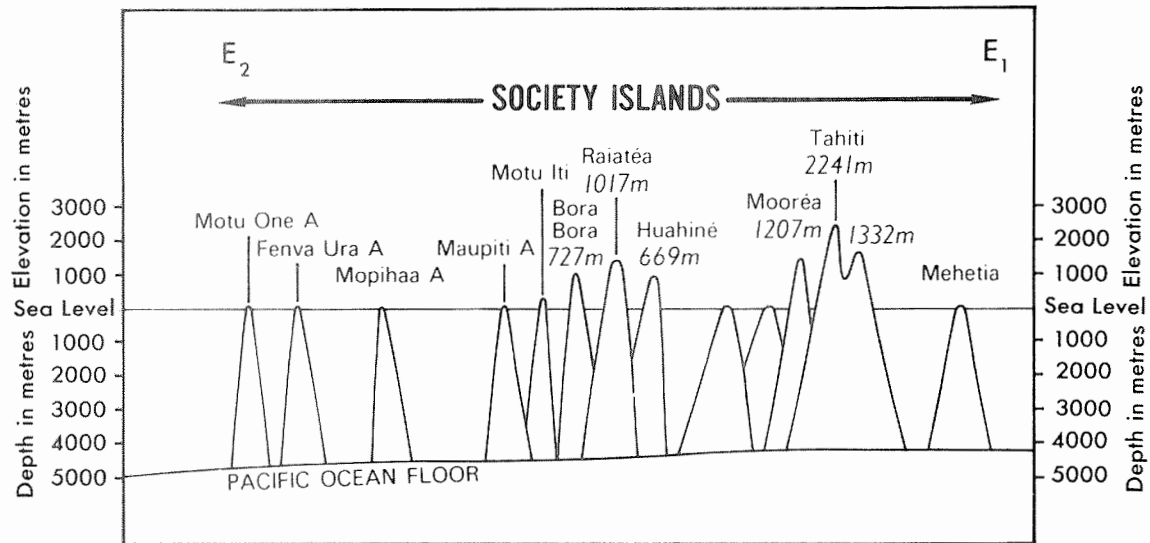 E2
E1
SOCIETY ISLANDS
Tahiti
2241m
Raiatéa
1017m
Motu Iti
Mooréa
1207m
1332m
Bora
Bora
727m
Huahiné
669m
Motu One A
Fenva Ura A
Mopihaa A
Maupiti A
Mehetia
Elevation in metres
3000
2000
1000
Sea Level
1000
2000
3000
4000
5000
Depth in metres
Elevation in metres
3000
2000
1000
Sea Level
1000
2000
3000
4000
5000
Depth in metres
PACIFIC OCEAN FLOOR